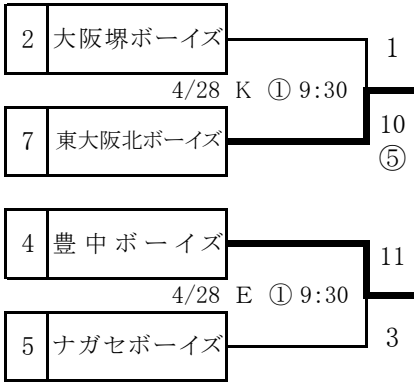 2 大阪堺ボーイズ
1
4/28 K ① 9:30
10
7 東大阪北ボーイズ
⑤
4 豊中ボーイズ
11
4/28 E ① 9:30
3
5 ナガセボーイズ